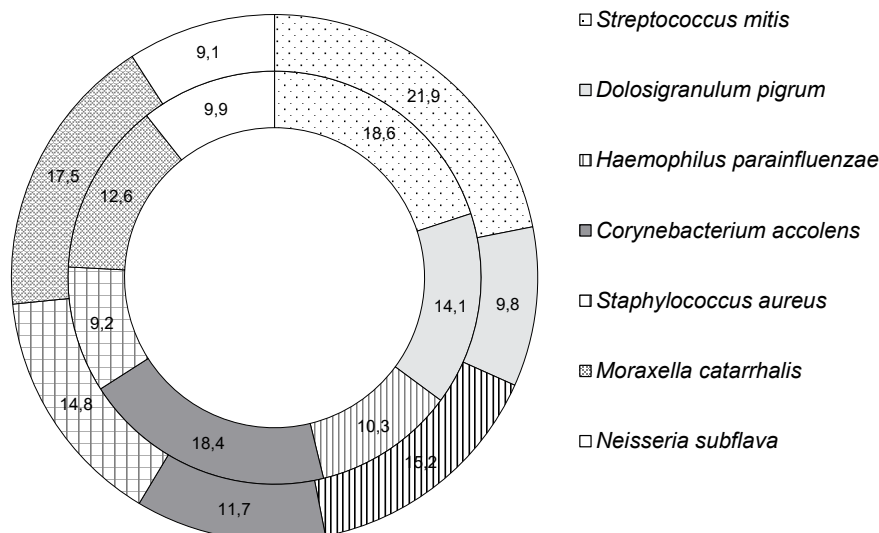 9,1
21,9
9,9
18,6
17,5
12,6
14,1
9,8
9,2
10,3
14,8
18,4
15,2
11,7
Streptococcus mitis
Dolosigranulum pigrum
Haemophilus parainfluenzae
Corynebacterium accolens
Staphylococcus aureus
Moraxella catarrhalis
Neisseria subflava